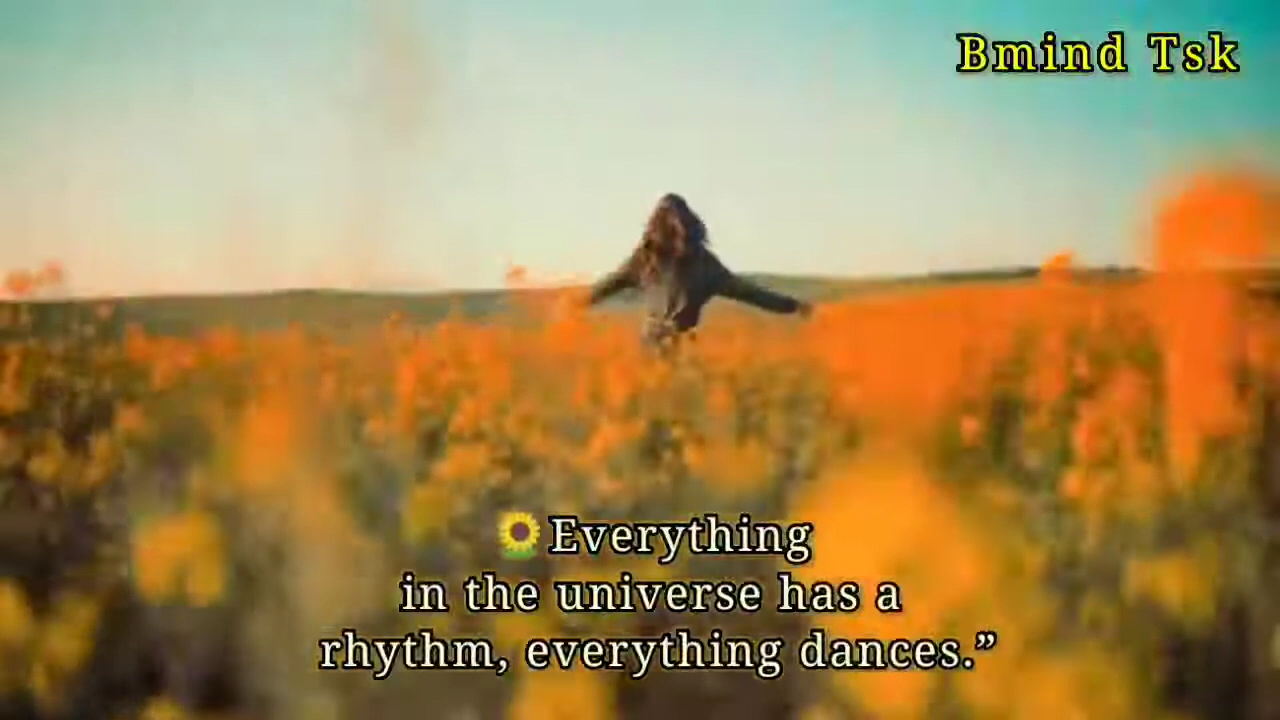 Bmind Tsk
🌻Everything
in the universe has a
rhythm, everything dances.”